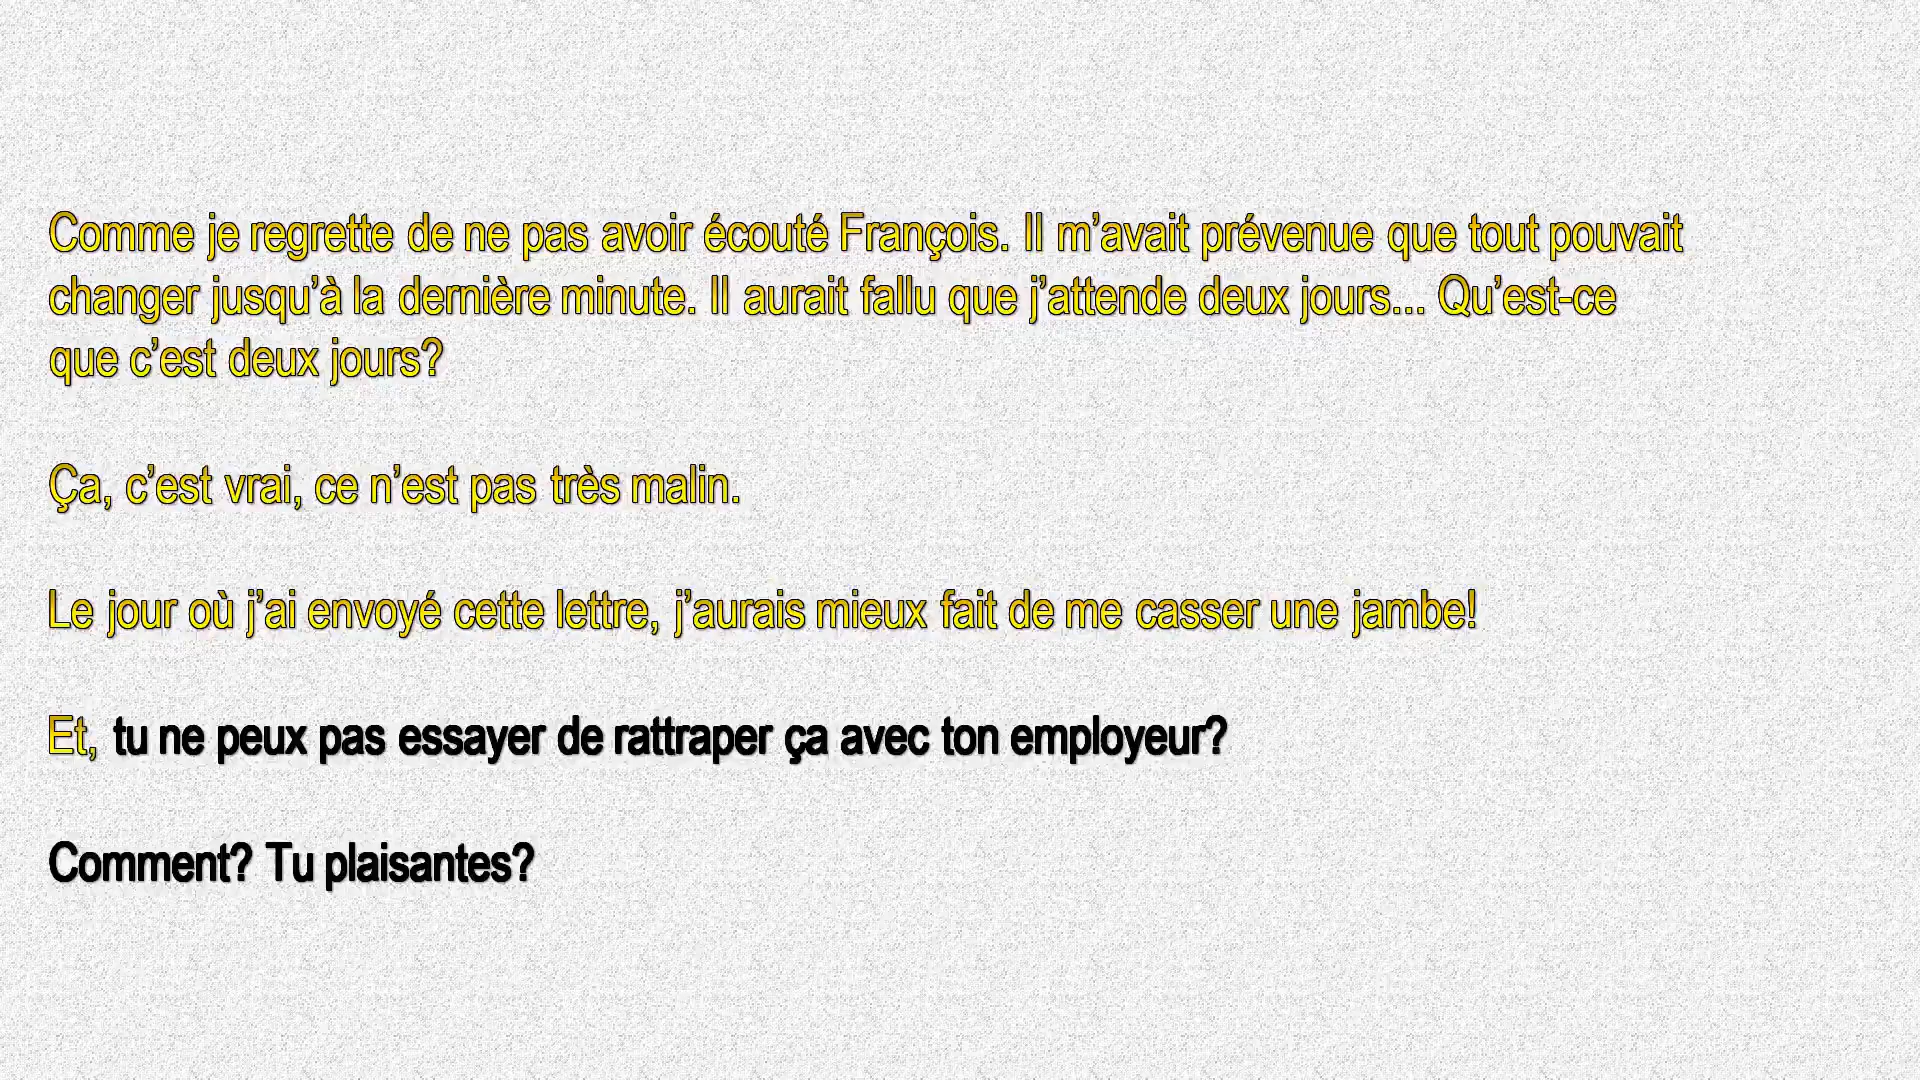 Comme je regrette de ne pas avoir écouté François. Il m’avait prévenue que tout pouvait
changer jusqu’à la dernière minute. Il aurait fallu que j’attende deux jours... Qu’est-ce
que c’est deux jours?
Ça, c’est vrai, ce n’est pas très malin.
Le jour où j’ai envoyé cette lettre, j’aurais mieux fait de me casser une jambe!
Et, tu ne peux pas essayer de rattraper ça avec ton employeur?
Comment? Tu plaisantes?